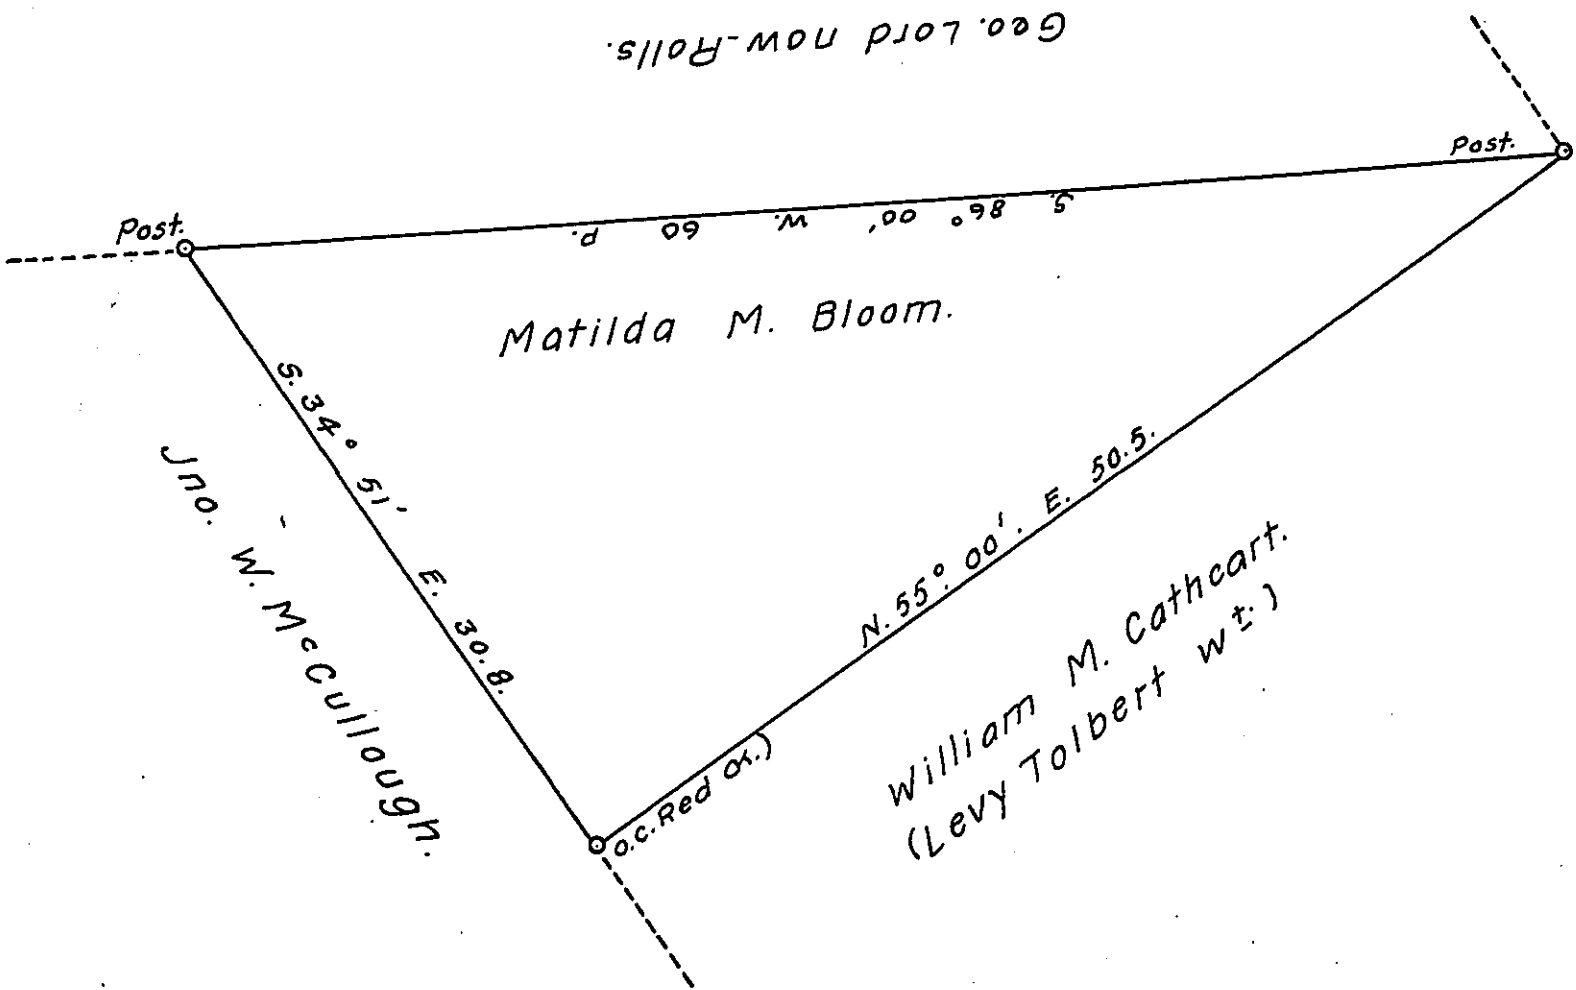 Geo. Lord now-Rolls.
Post.
Post.
S. 86° 00' W. 60 P.
Matilda M. Bloom.
S. 34° 51' E. 30.8.
Jno. W. McCullough.
N. 55° 00'. E. 50.5.
O.C. Red
William M. Cathcart.
(Levy Tolbert Wt.)